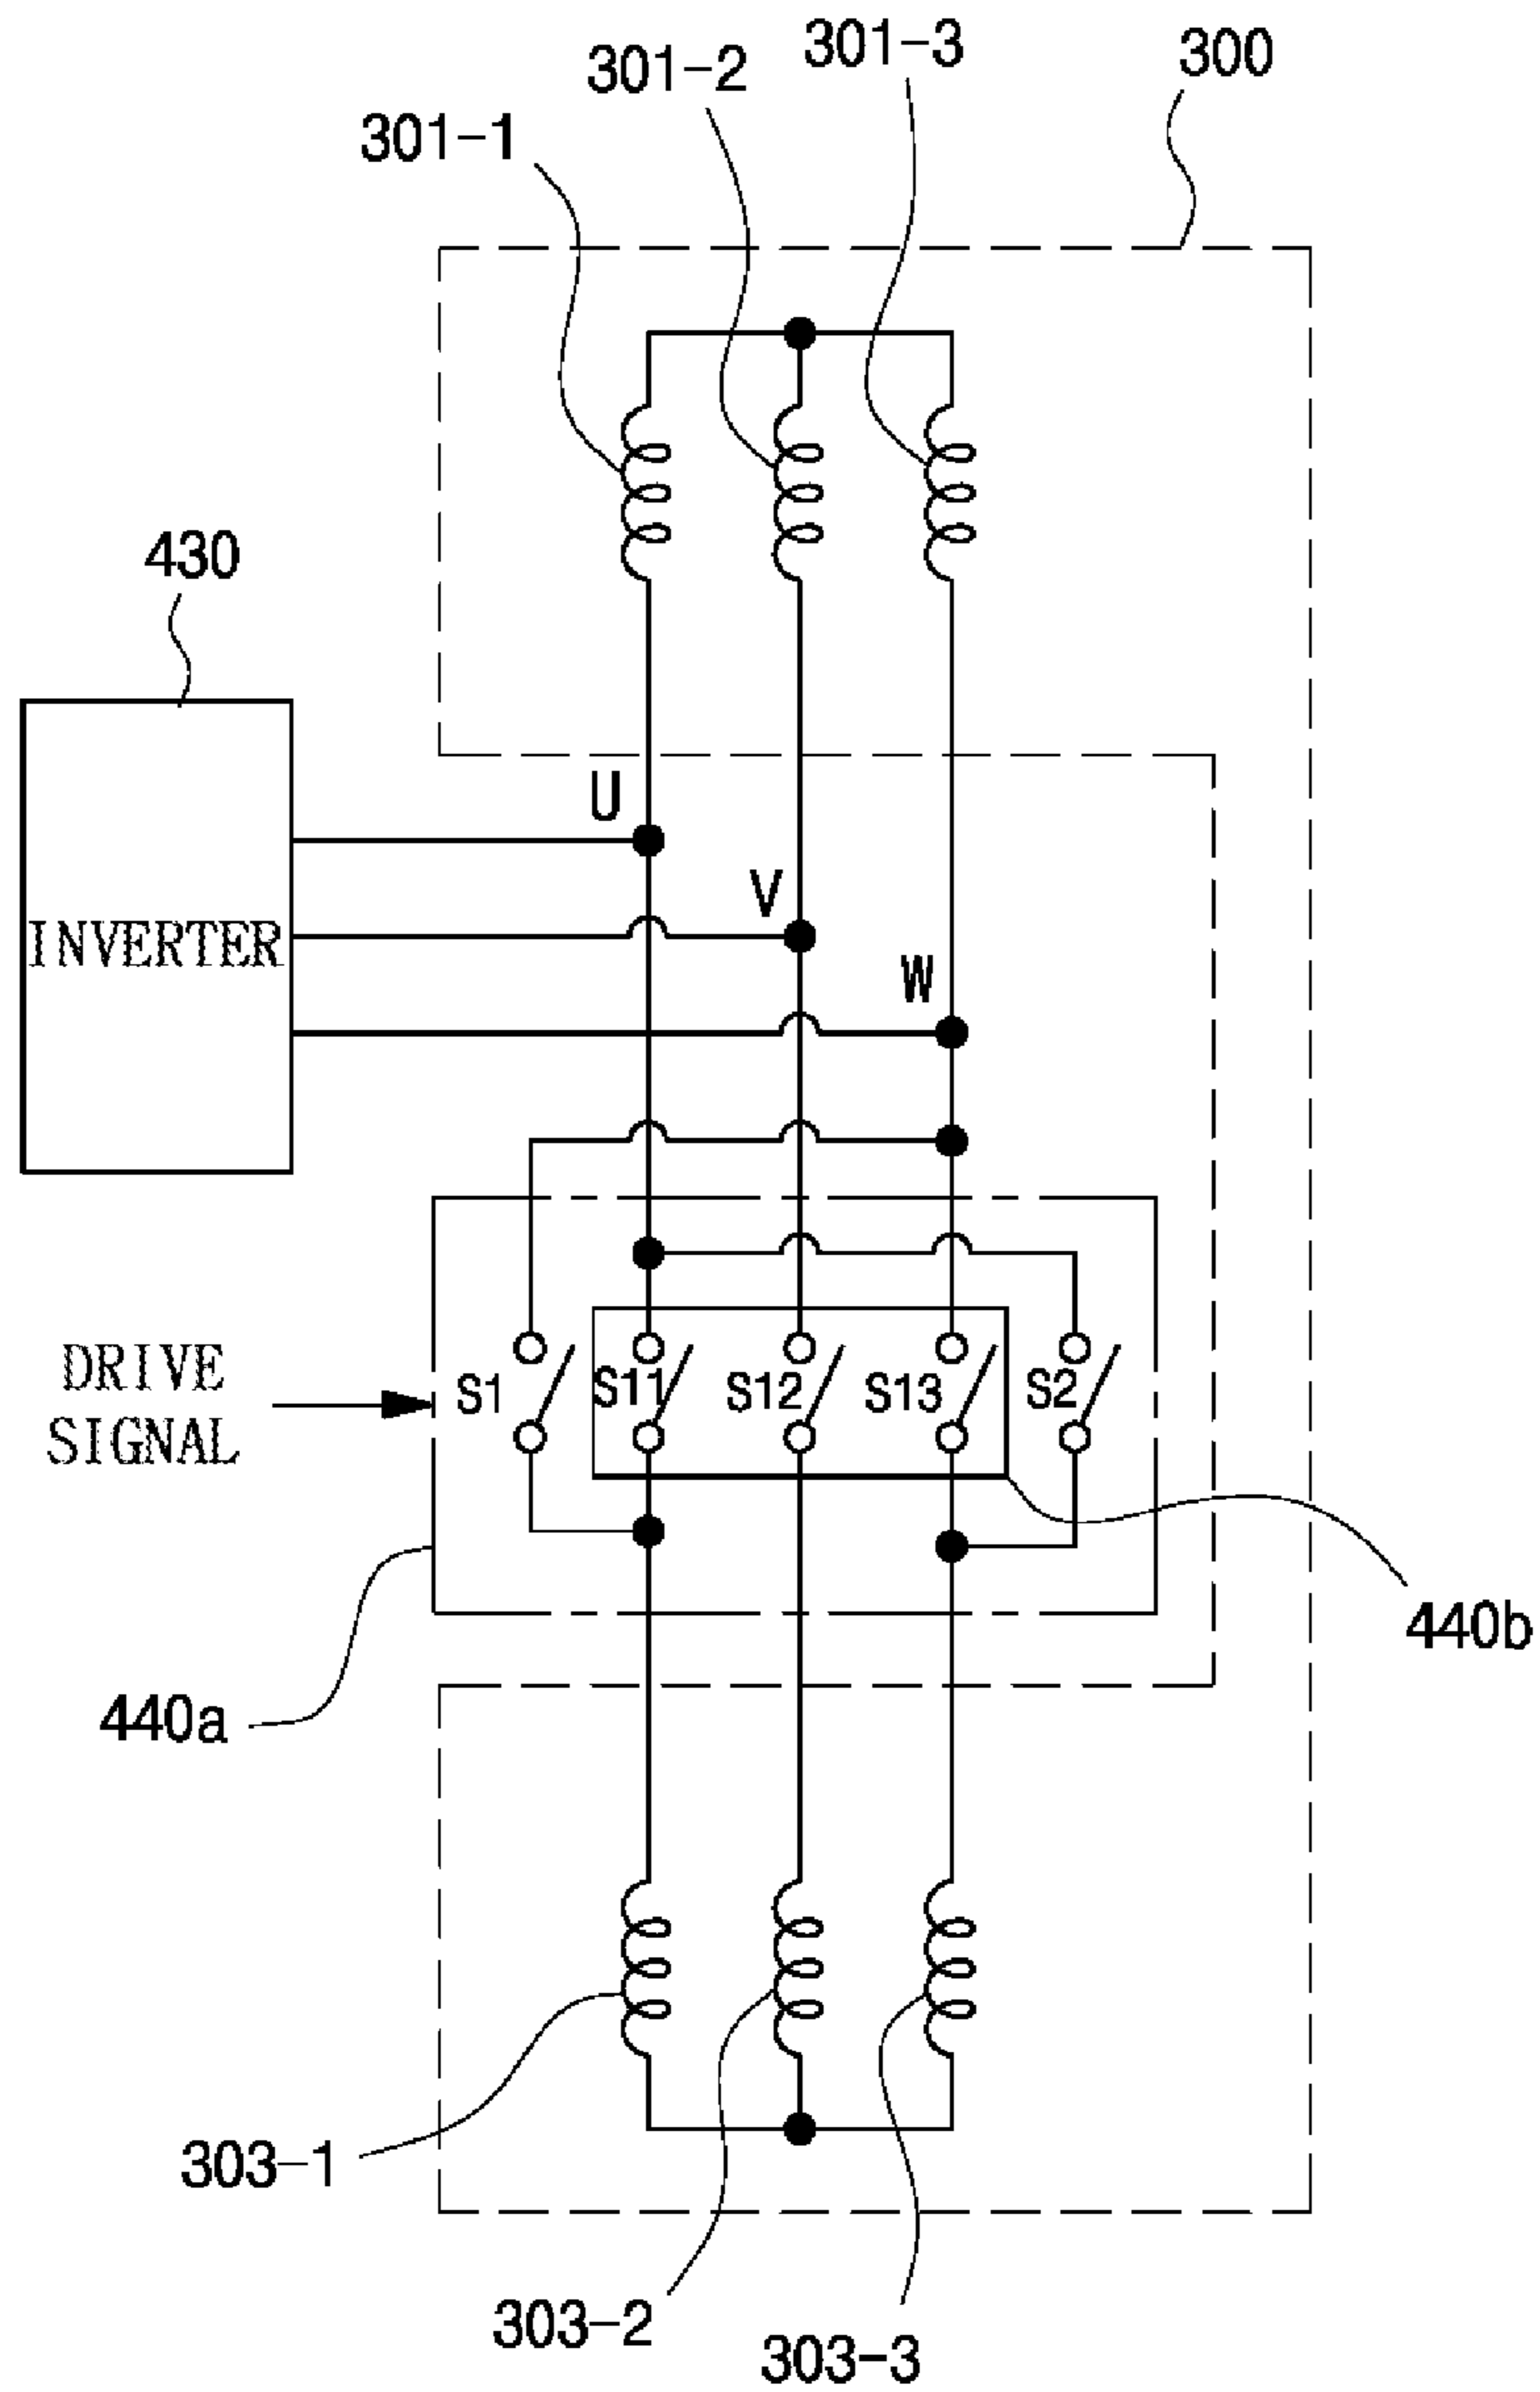 301-3
300
301-2
301-1
430
U
V
INVERTER
W
DRIVE
SIGNAL
S1
S11
S12
S13
S2
440b
440a
303-1
303-2
303-3